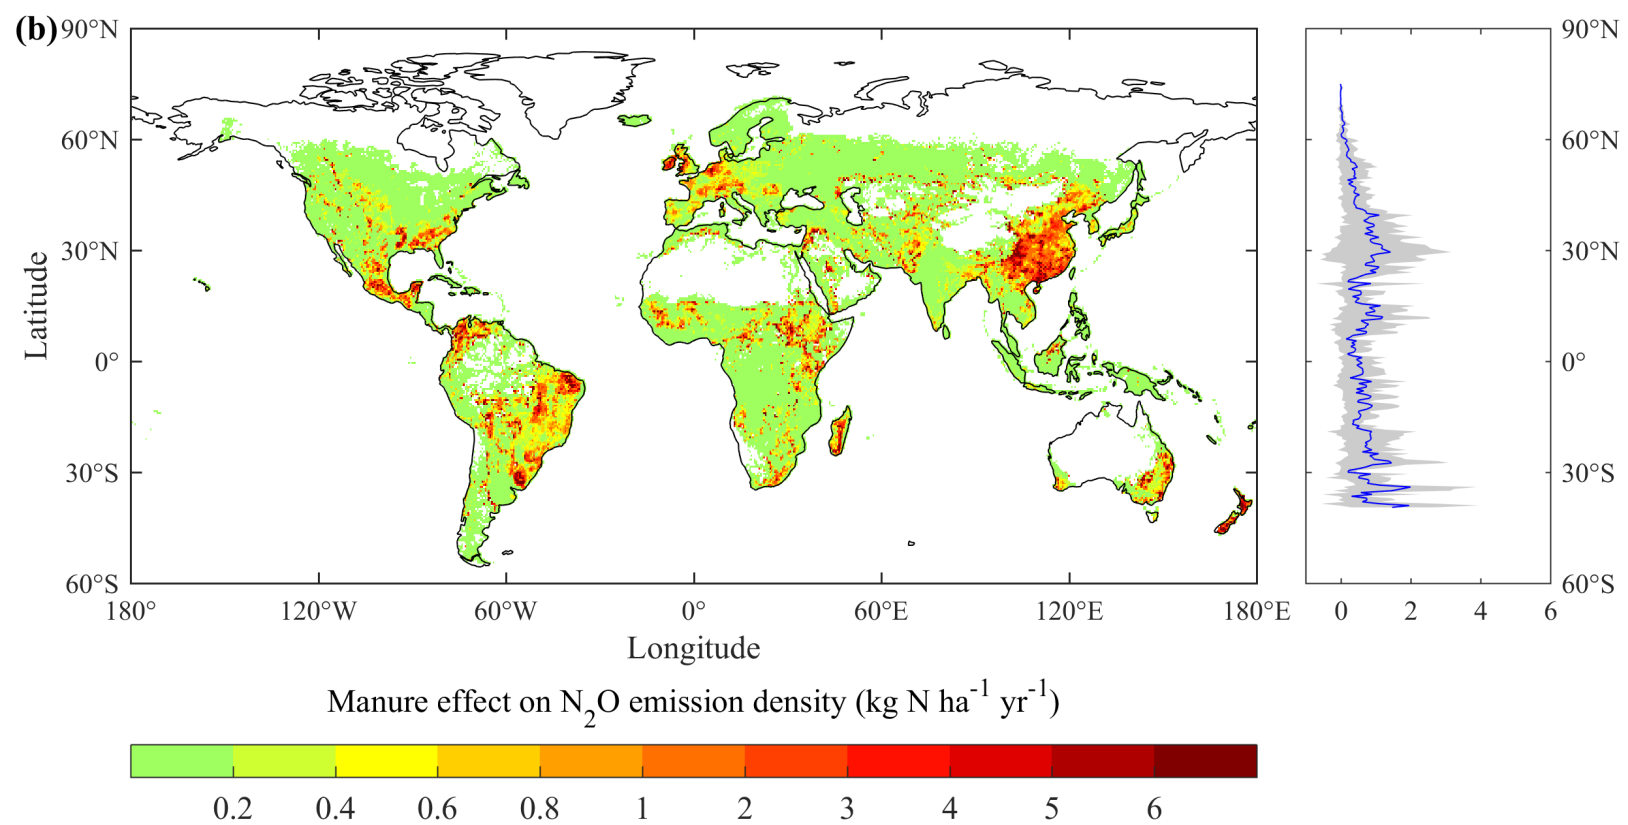 (b)
90°N
60°N
30°N
0°
30°S
60°S
Latitude
180° 120°W 60°W 0° 60°E 120°E 180°E
Longitude
90°N
60°N
30°N
0°
30°S
60°S
0 2 4 6
Manure effect on N₂O emission density (kg N ha⁻¹ yr⁻¹)
0.2 0.4 0.6 0.8 1 2 3 4 5 6